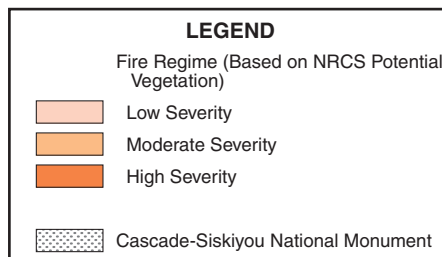 LEGEND
Fire Regime (Based on NRCS Potential
Vegetation)
Low Severity
Moderate Severity
High Severity
Cascade-Siskiyou National Monument